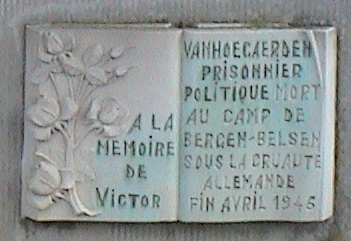 A LA
MEMOIRE
DE
VICTOR
VANHOEGAERDEN
PRISONNIER
POLITIQUE MORT
AU CAMP DE
BERGEN-BELSEN
SOUS LA CRUAUTE
ALLEMANDE
FIN AVRIL 1945